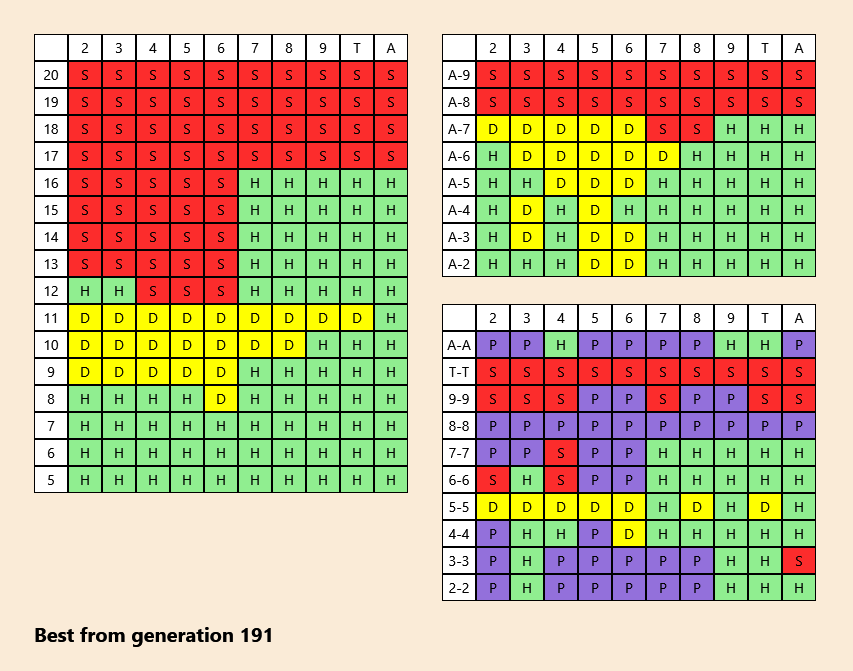 2 3 4 5 6 7 8 9 T A
20 S S S S S S S S S S
19 S S S S S S S S S S
18 S S S S S S S S S S
17 S S S S S S S S S S
16 S S S S S H H H H H
15 S S S S S H H H H H
14 S S S S S H H H H H
13 S S S S S H H H H H
12 H H S S S H H H H H
11 D D D D D D D D D H
10 D D D D D D D H H H
9 D D D D D H H H H H
8 H H H H D H H H H H
7 H H H H H H H H H H
6 H H H H H H H H H H
5 H H H H H H H H H H
2 3 4 5 6 7 8 9 T A
A-9 S S S S S S S S S S
A-8 S S S S S S S S S S
A-7 D D D D D S S H H H
A-6 H D D D D D H H H H
A-5 H H D D D H H H H H
A-4 H D H D H H H H H H
A-3 H D H D D H H H H H
A-2 H H H D D H H H H H
2 3 4 5 6 7 8 9 T A
A-A P P H P P P P H H P
T-T S S S S S S S S S S
9-9 S S S P P S P P S S
8-8 P P P P P P P P P P
7-7 P P S P P H H H H H
6-6 S H S P P H H H H H
5-5 D D D D D H D H D H
4-4 P H H P D H H H H H
3-3 P H P P P P P H H S
2-2 P H P P P P P H H H
Best from generation 191